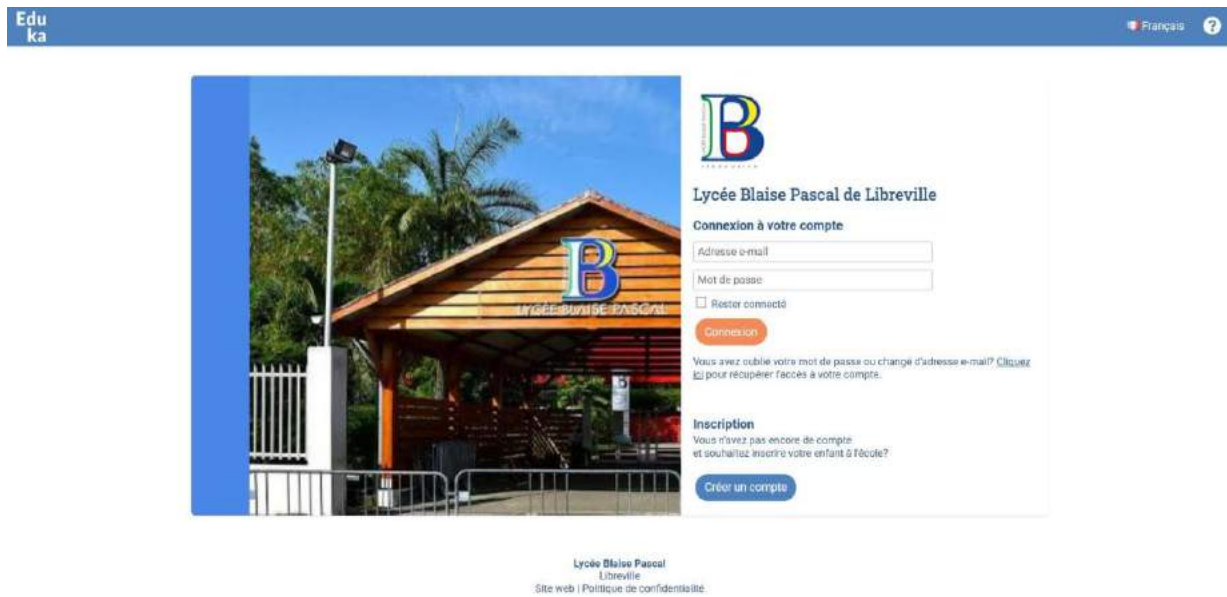 Edu
ka
Français
?
B
LYCÉE BLAISE PASCAL
B
Lycée Blaise Pascal de Libreville
Connexion à votre compte
Adresse e-mail
Mot de passe
Rester connecté
Connexion
Vous avez oublié votre mot de passe ou changé d'adresse e-mail? Cliquez
ici pour récupérer l'accès à votre compte.
Inscription
Vous n'avez pas encore de compte
et souhaitez inscrire votre enfant à l'école?
Créer un compte
Lycée Blaise Pascal
Libreville
Site web | Politique de confidentialité